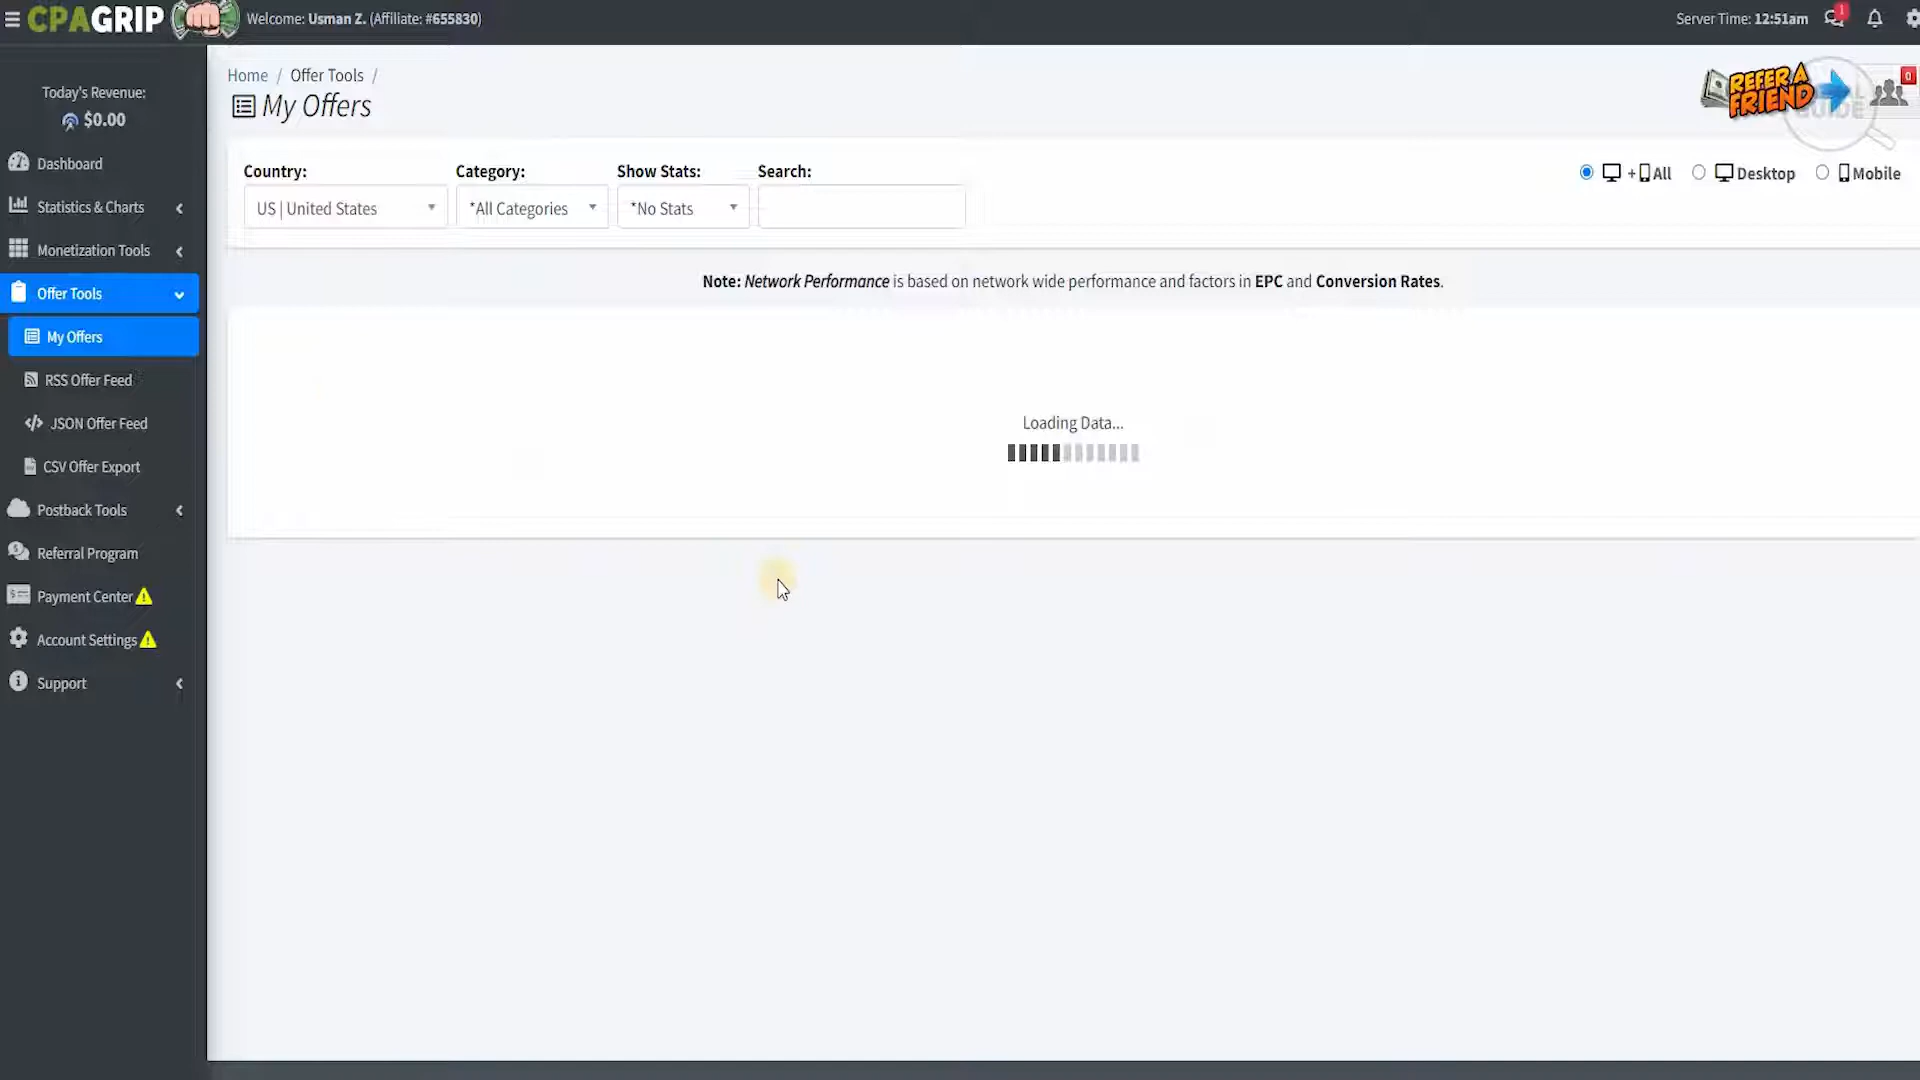 CPAGRIP
Welcome: Usman Z. (Affiliate: #655830)
Server Time: 12:51am
1
Today's Revenue:
$0.00
Dashboard
Statistics & Charts
Monetization Tools
Offer Tools
My Offers
RSS Offer Feed
JSON Offer Feed
CSV Offer Export
Postback Tools
Referral Program
Payment Center
Account Settings
Support
Home / Offer Tools /
My Offers
REFER A
FRIEND
GUIDE
0
Country:
Category:
Show Stats:
Search:
US | United States
*All Categories
*No Stats
+ All
Desktop
Mobile
Note: Network Performance is based on network wide performance and factors in EPC and Conversion Rates.
Loading Data...